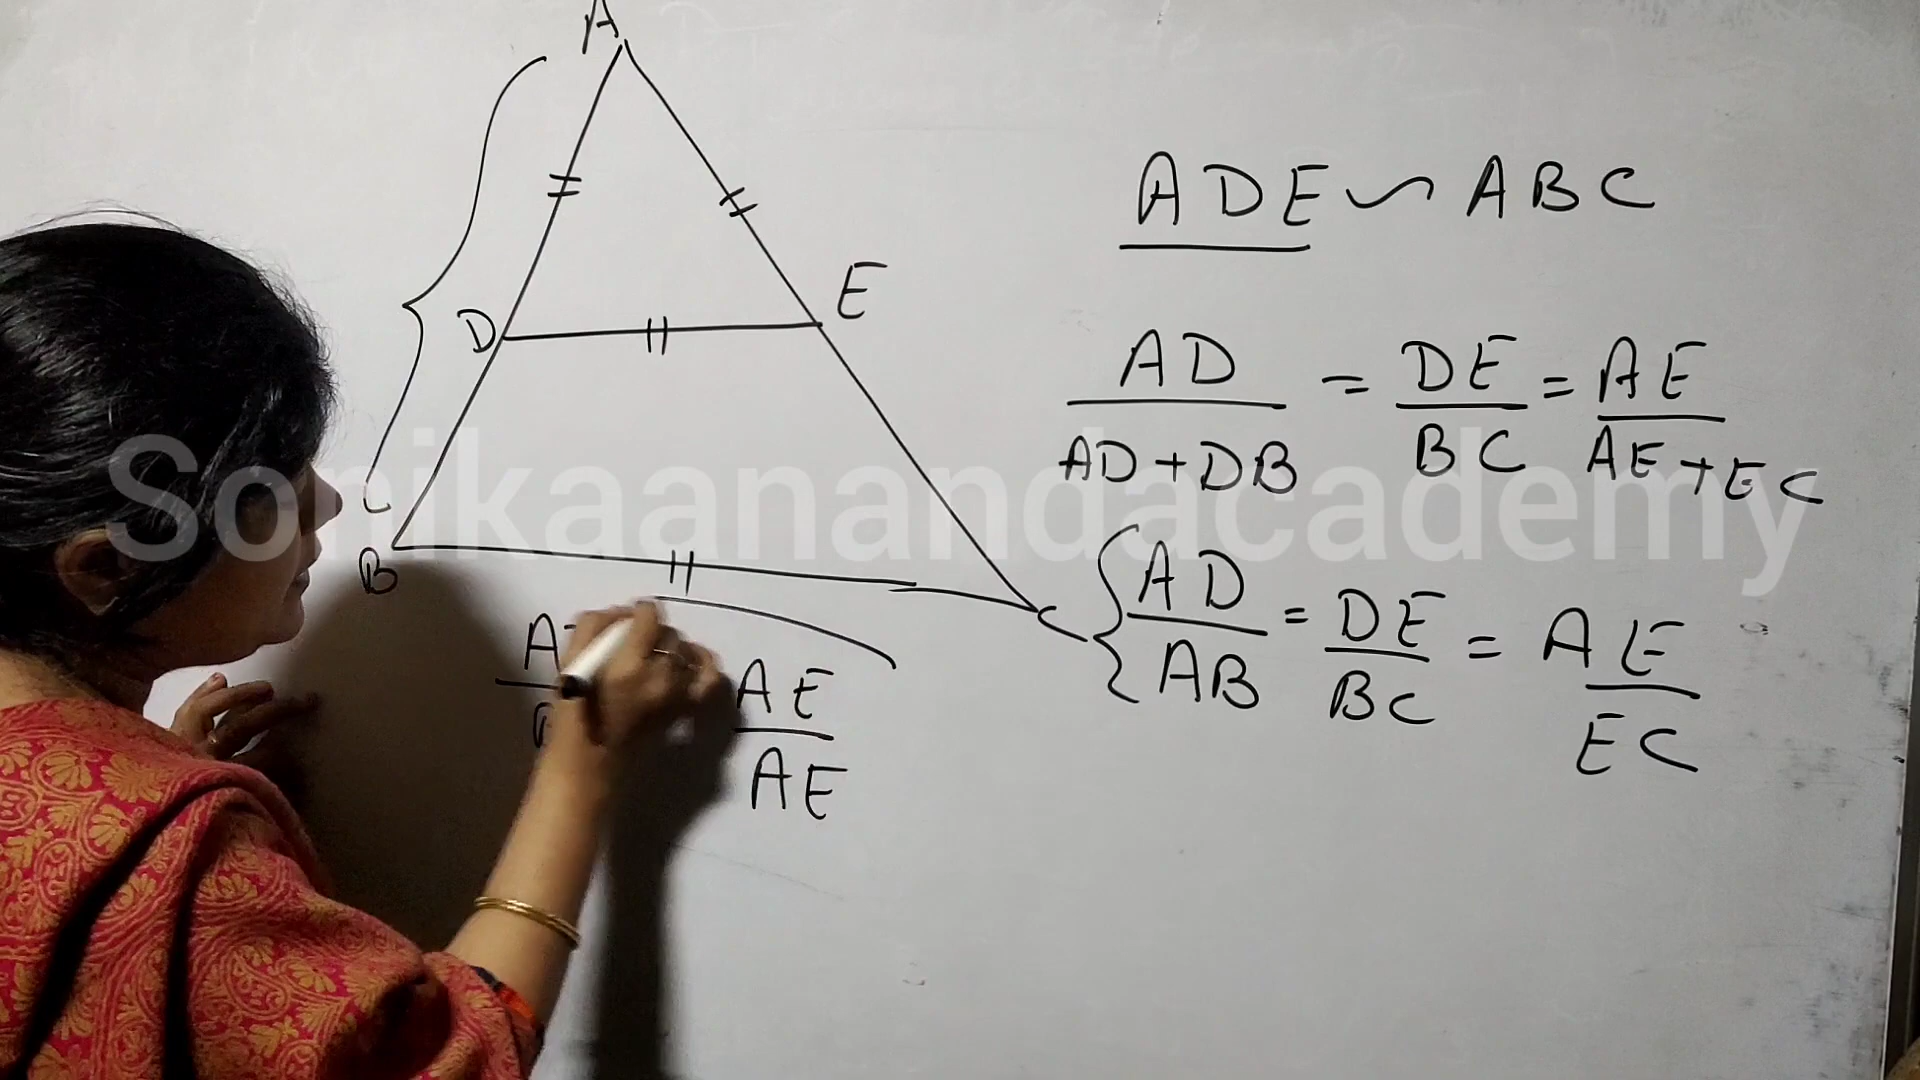 A
ADE ∽ ABC
E
D
AD/AD+DB = DE/BC = AE/AE+EC
Sonikaanandacademy
B
C
AD/AB = DE/BC = AE/EC
AE/AE